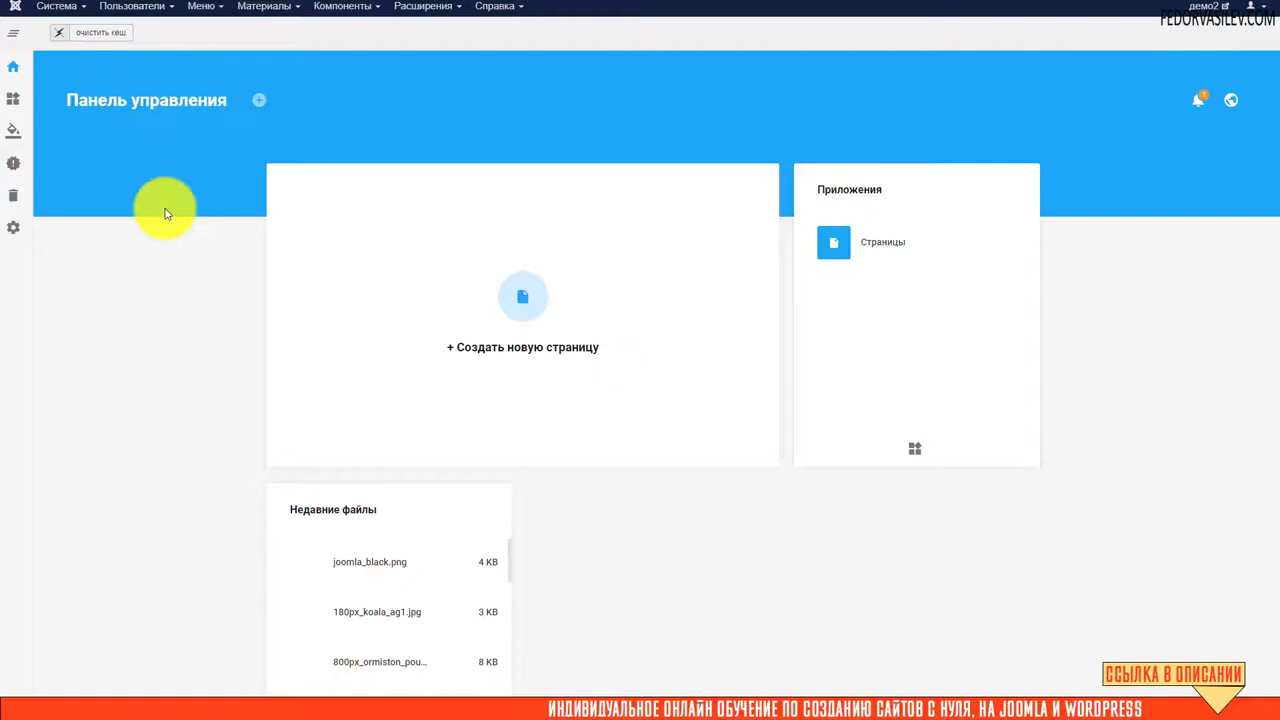 Система Пользователи Меню Материалы Компоненты Расширения Справка демо2
FEDORVASILEV.COM
очистить кеш
Панель управления
1
Приложения
Страницы
+ Создать новую страницу
Недавние файлы
joomla_black.png 4 KB
180px_koala_ag1.jpg 3 KB
800px_ormiston_pou... 8 KB
ССЫЛКА В ОПИСАНИИ
ИНДИВИДУАЛЬНОЕ ОНЛАЙН ОБУЧЕНИЕ ПО СОЗДАНИЮ САЙТОВ С НУЛЯ, НА JOOMLA И WORDPRESS